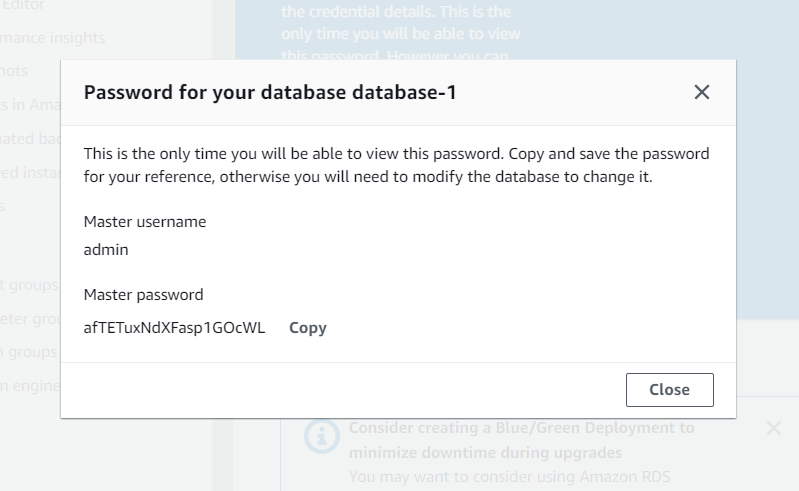 Editor
the credential details. This is the
only time you will be able to view
this password. However you can
mance insights
Password for your database database-1
This is the only time you will be able to view this password. Copy and save the password
for your reference, otherwise you will need to modify the database to change it.
Master username
admin
Master password
afTETuxNdXFasp1GOcWL Copy
Close
s in Ama
nated bac
groups
eter grou
groups
engine
Consider creating a Blue/Green Deployment to
minimize downtime during upgrades
You may want to consider using Amazon RDS